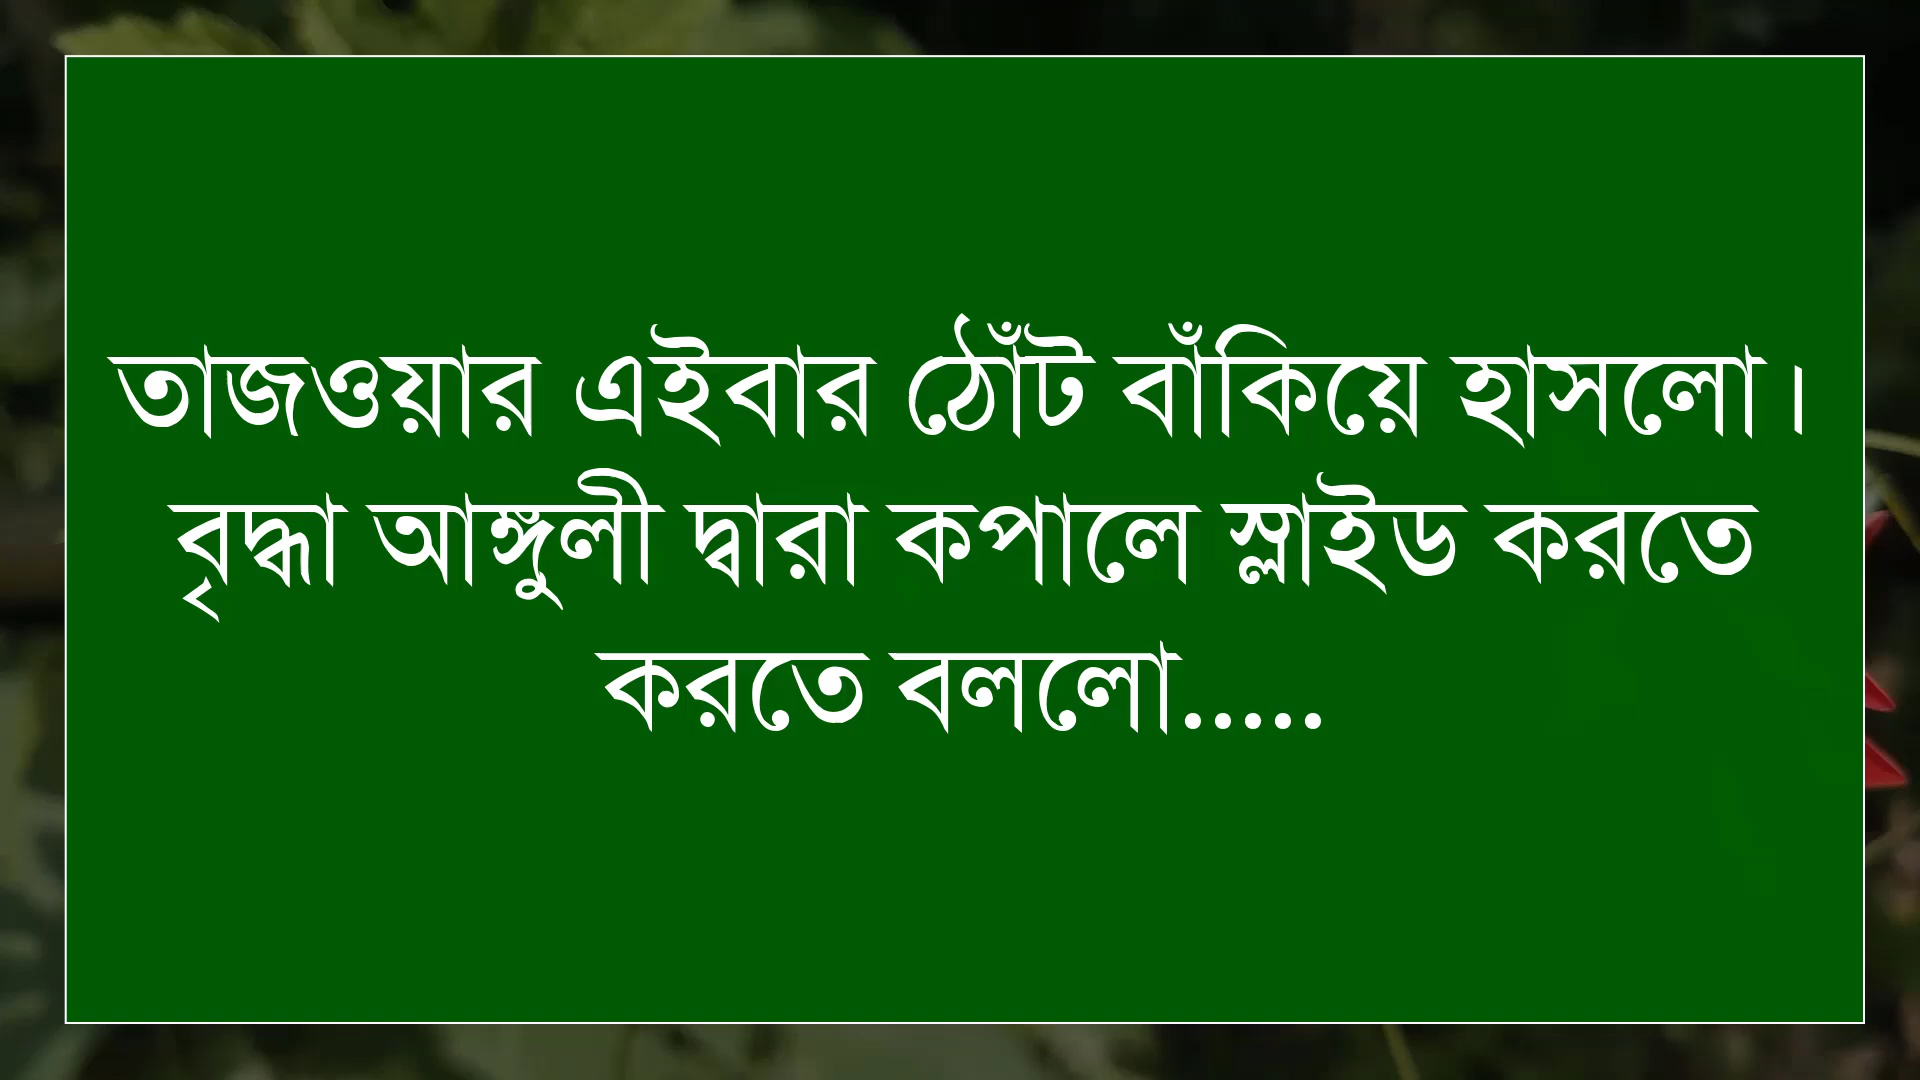 তাজওয়ার এইবার ঠোঁট বাঁকিয়ে হাসলো।
বৃদ্ধা আঙ্গুলী দ্বারা কপালে স্লাইড করতে
করতে বললো.....